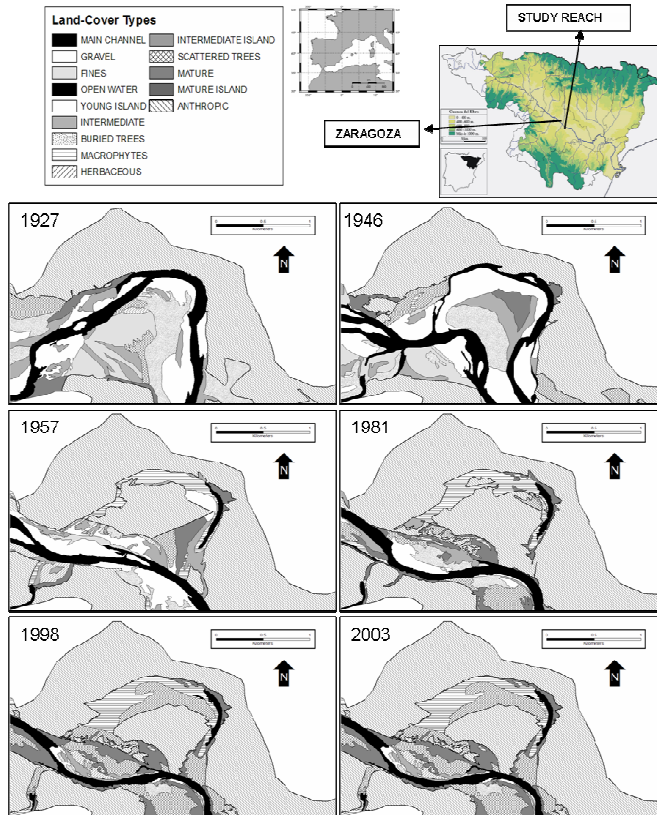 STUDY REACH
Land-Cover Types
MAIN CHANNEL
GRAVEL
FINES
OPEN WATER
YOUNG ISLAND
INTERMEDIATE
BURIED TREES
MACROPHYTES
HERBACEOUS
INTERMEDIATE ISLAND
SCATTERED TREES
MATURE
MATURE ISLAND
ANTHROPIC
ZARAGOZA
1927
N
1946
N
1957
N
1981
N
1998
N
2003
N